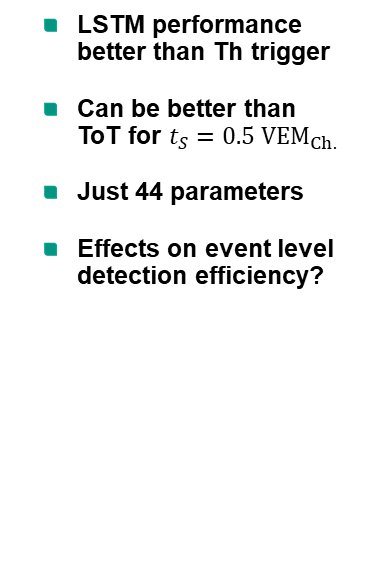 LSTM performance
better than Th trigger
Can be better than
ToT for t_S = 0.5 VEM_Ch.
Just 44 parameters
Effects on event level
detection efficiency?